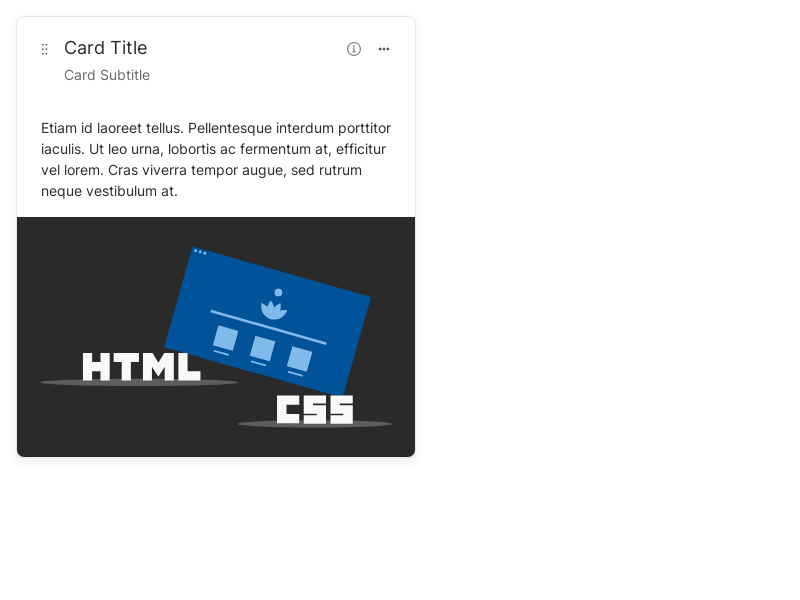 Card Title
Card Subtitle
Etiam id laoreet tellus. Pellentesque interdum porttitor
iaculis. Ut leo urna, lobortis ac fermentum at, efficitur
vel lorem. Cras viverra tempor augue, sed rutrum
neque vestibulum at.
HTML
CSS